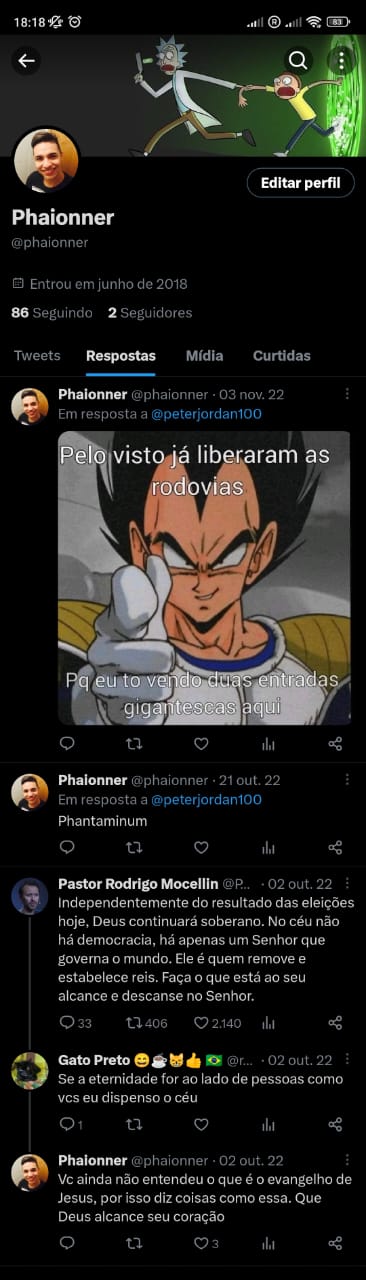 18:18
R
83
Editar perfil
Phaionner
@phaionner
Entrou em junho de 2018
86 Seguindo 2 Seguidores
Tweets Respostas Mídia Curtidas
Phaionner @phaionner · 03 nov. 22
Em resposta a @peterjordan100
Pelo visto já liberaram as
rodovias
Pq eu to vendo duas entradas
gigantescas aqui
Phaionner @phaionner · 21 out. 22
Em resposta a @peterjordan100
Phantaminum
Pastor Rodrigo Mocellin @P... · 02 out. 22
Independentemente do resultado das eleições
hoje, Deus continuará soberano. No céu não
há democracia, há apenas um Senhor que
governa o mundo. Ele é quem remove e
estabelece reis. Faça o que está ao seu
alcance e descanse no Senhor.
33 406 2.140
Gato Preto 😄☕😸👍🇧🇷 @r... · 02 out. 22
Se a eternidade for ao lado de pessoas como
vcs eu dispenso o céu
1
Phaionner @phaionner · 02 out. 22
Vc ainda não entendeu o que é o evangelho de
Jesus, por isso diz coisas como essa. Que
Deus alcance seu coração
3